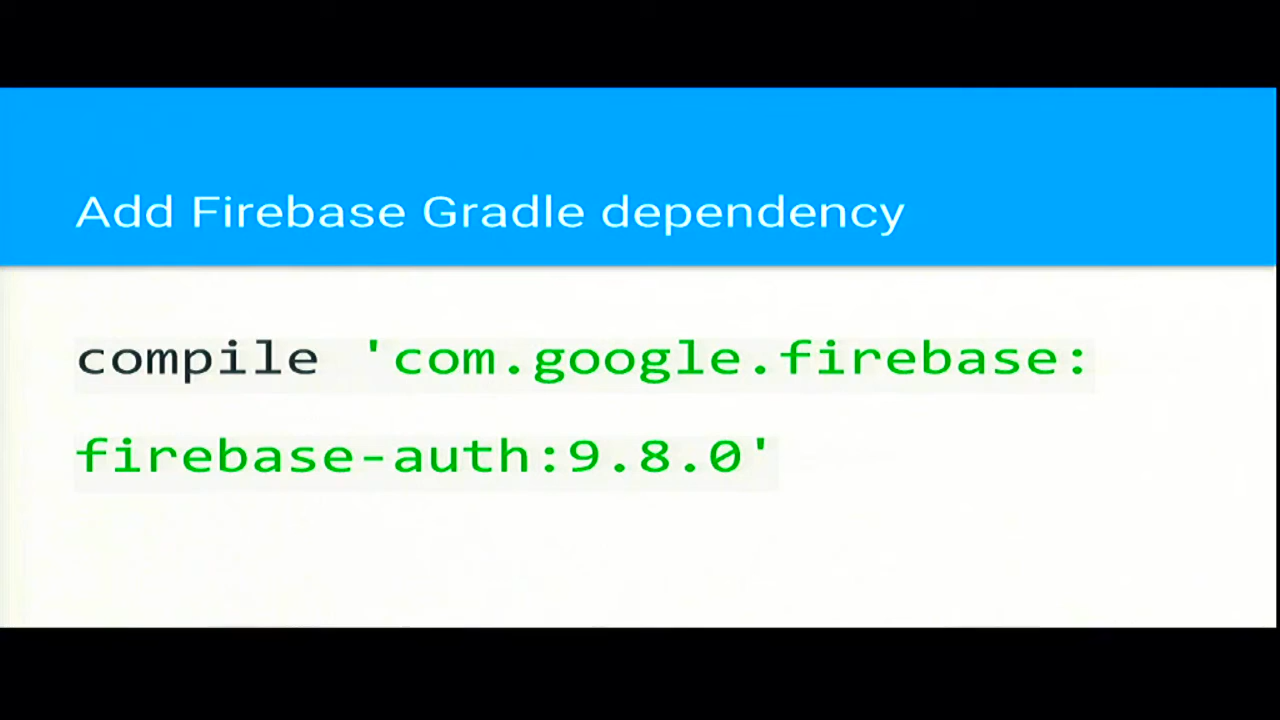 Add Firebase Gradle dependency
compile 'com.google.firebase:
firebase-auth:9.8.0'